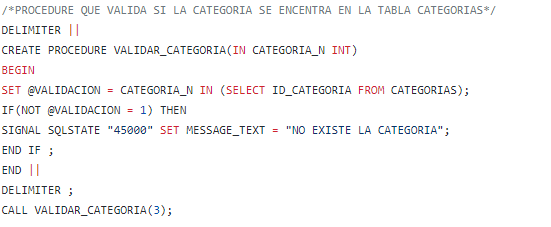 /*PROCEDURE QUE VALIDA SI LA CATEGORIA SE ENCENTRA EN LA TABLA CATEGORIAS*/
DELIMITER ||
CREATE PROCEDURE VALIDAR_CATEGORIA(IN CATEGORIA_N INT)
BEGIN
SET @VALIDACION = CATEGORIA_N IN (SELECT ID_CATEGORIA FROM CATEGORIAS);
IF(NOT @VALIDACION = 1) THEN
SIGNAL SQLSTATE "45000" SET MESSAGE_TEXT = "NO EXISTE LA CATEGORIA";
END IF ;
END ||
DELIMITER ;
CALL VALIDAR_CATEGORIA(3);